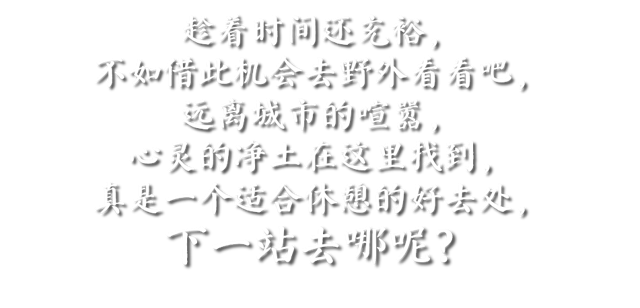 趁着时间还充裕，
不如借此机会去野外看看吧，
远离城市的喧嚣，
心灵的净土在这里找到，
真是一个适合休憩的好去处，
下一站去哪呢？